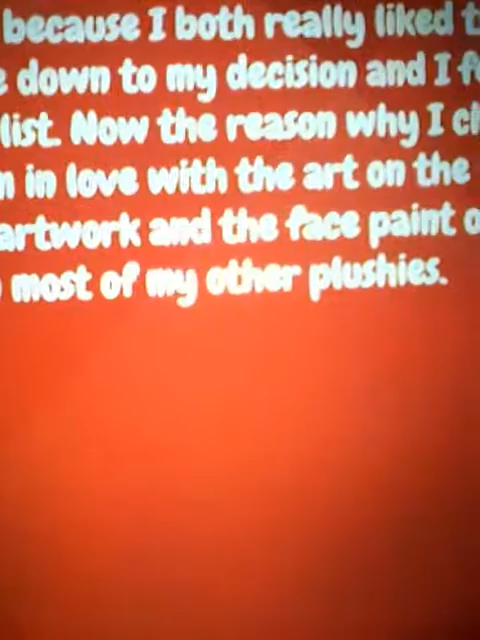 because I both really liked
down to my decision and I
list. Now the reason why I
in love with the art on the
artwork and the face paint
most of my other plushies.